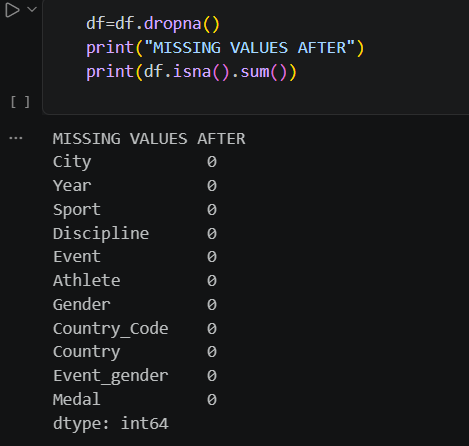 df=df.dropna()
print("MISSING VALUES AFTER")
print(df.isna().sum())
[ ]
... MISSING VALUES AFTER
City 0
Year 0
Sport 0
Discipline 0
Event 0
Athlete 0
Gender 0
Country_Code 0
Country 0
Event_gender 0
Medal 0
dtype: int64